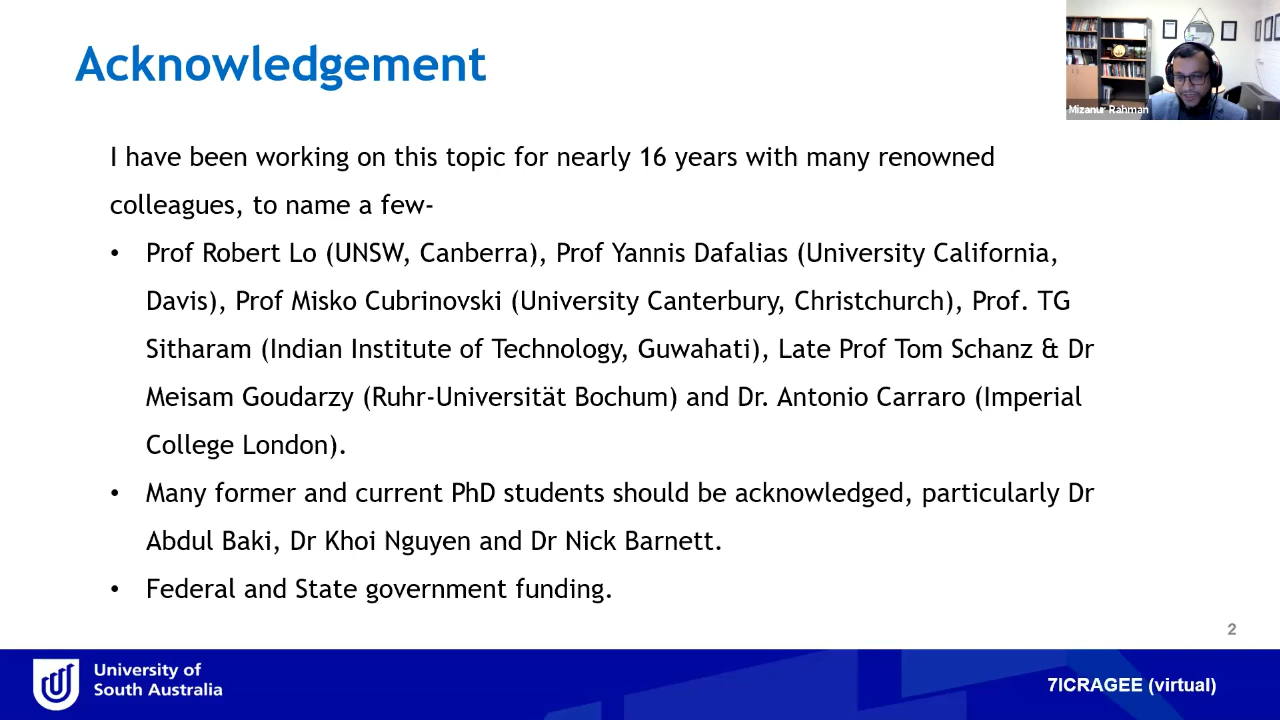 Acknowledgement
Mizanur Rahman
I have been working on this topic for nearly 16 years with many renowned
colleagues, to name a few-
• Prof Robert Lo (UNSW, Canberra), Prof Yannis Dafalias (University California,
Davis), Prof Misko Cubrinovski (University Canterbury, Christchurch), Prof. TG
Sitharam (Indian Institute of Technology, Guwahati), Late Prof Tom Schanz & Dr
Meisam Goudarzy (Ruhr-Universität Bochum) and Dr. Antonio Carraro (Imperial
College London).
• Many former and current PhD students should be acknowledged, particularly Dr
Abdul Baki, Dr Khoi Nguyen and Dr Nick Barnett.
• Federal and State government funding.
2
University of
South Australia
7ICRAGEE (virtual)